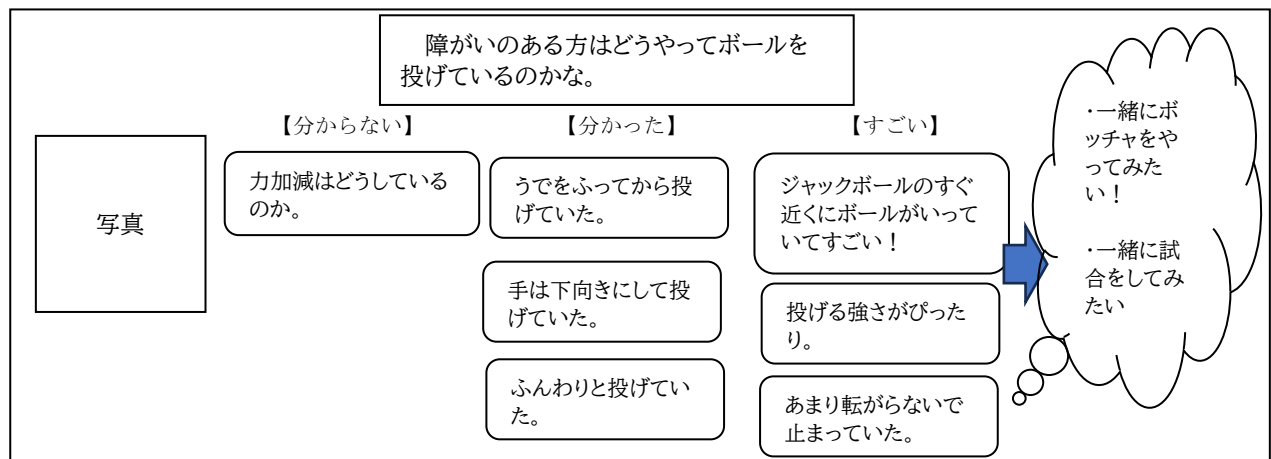 障がいのある方はどうやってボールを
投げているのかな。
【分からない】
【分かった】
【すごい】
写真
力加減はどうしている
のか。
うでをふってから投
げていた。
手は下向きにして投
げていた。
ふんわりと投げてい
た。
ジャックボールのすぐ
近くにボールがいって
いてすごい！
投げる強さがぴった
り。
あまり転がらないで
止まっていた。
・一緒にボ
ッチャをや
ってみた
い！
・一緒に試
合をしてみ
たい